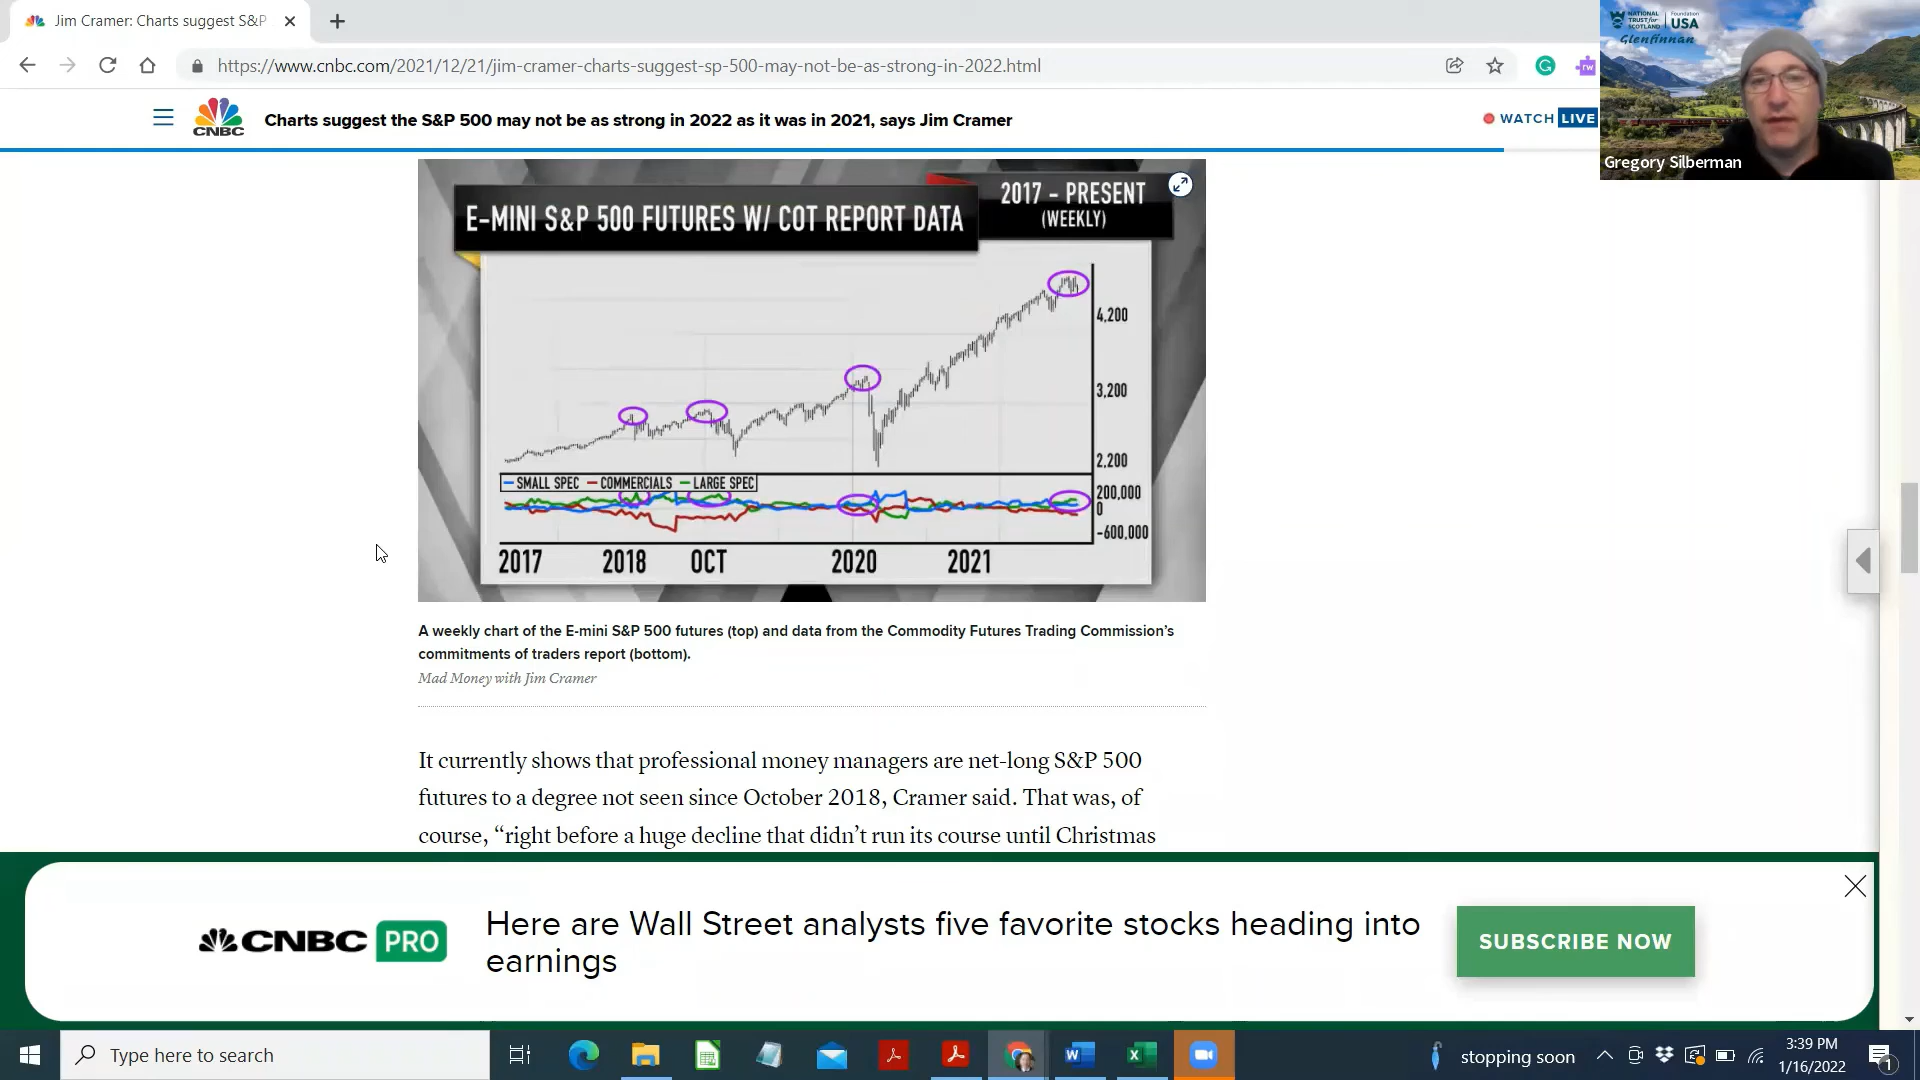 Jim Cramer: Charts suggest S&P
https://www.cnbc.com/2021/12/21/jim-cramer-charts-suggest-sp-500-may-not-be-as-strong-in-2022.html
rw
CNBC
Charts suggest the S&P 500 may not be as strong in 2022 as it was in 2021, says Jim Cramer
WATCH LIVE
NATIONAL TRUST for SCOTLAND Foundation USA
Glenfinnan
Gregory Silberman
E-MINI S&P 500 FUTURES W/ COT REPORT DATA
2017 - PRESENT
(WEEKLY)
4,200
3,200
2,200
SMALL SPEC COMMERCIALS LARGE SPEC
200,000
0
-600,000
2017 2018 OCT 2020 2021
A weekly chart of the E-mini S&P 500 futures (top) and data from the Commodity Futures Trading Commission’s
commitments of traders report (bottom).
Mad Money with Jim Cramer
It currently shows that professional money managers are net-long S&P 500
futures to a degree not seen since October 2018, Cramer said. That was, of
course, “right before a huge decline that didn’t run its course until Christmas
CNBC PRO
Here are Wall Street analysts five favorite stocks heading into
earnings
SUBSCRIBE NOW
Type here to search
stopping soon
3:39 PM
1/16/2022
1